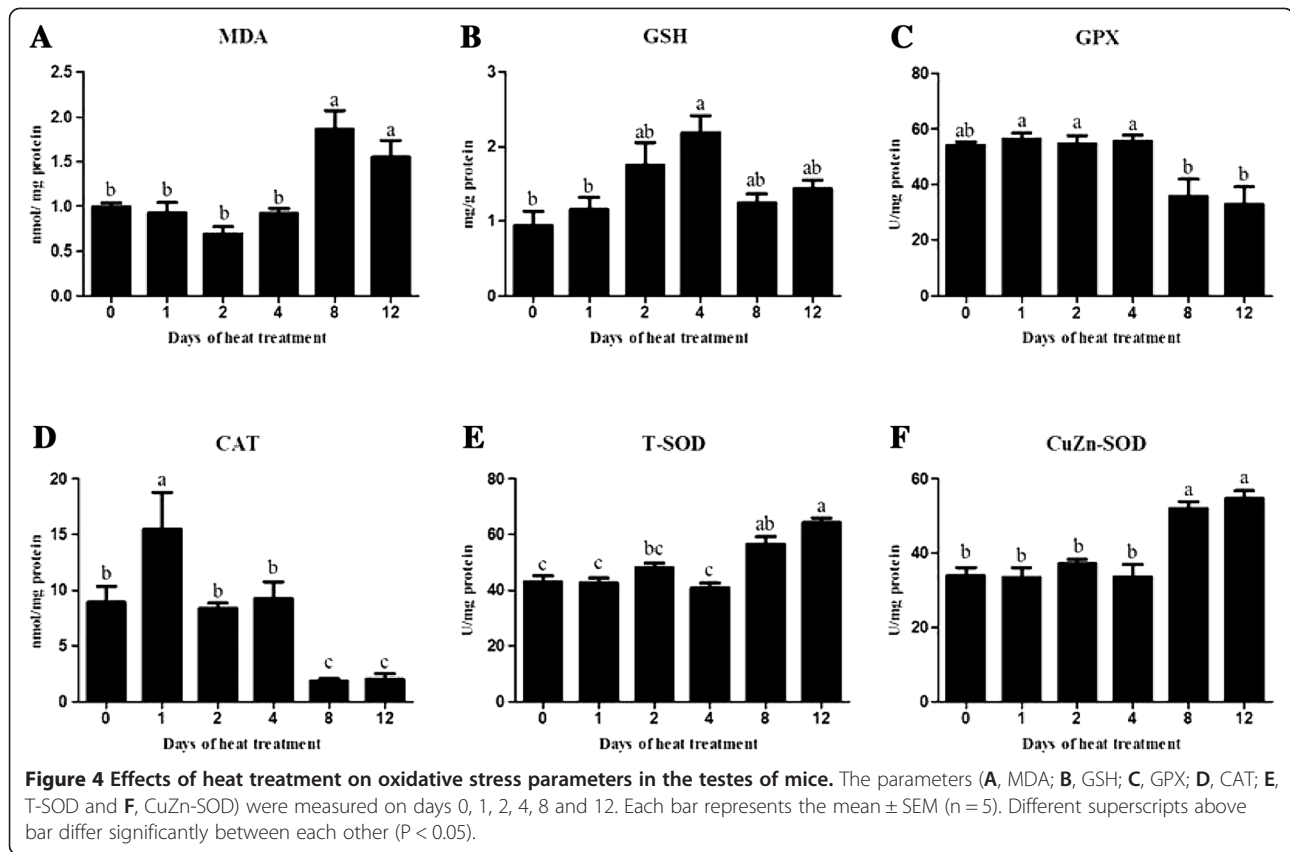 A
MDA
nmol/ mg protein
2.5
2.0
1.5
1.0
0.5
0.0
b
b
b
b
a
a
0 1 2 4 8 12
Days of heat treatment
B
GSH
mg/g protein
3
2
1
0
b
b
ab
a
ab
ab
0 1 2 4 8 12
Days of heat treatment
C
GPX
U/mg protein
80
60
40
20
0
ab
a
a
a
b
b
0 1 2 4 8 12
Days of heat treatment
D
CAT
nmol/mg protein
20
15
10
5
0
b
a
b
b
c
c
0 1 2 4 8 12
Days of heat treatment
E
T-SOD
U/mg protein
80
60
40
20
0
c
c
bc
c
ab
a
0 1 2 4 8 12
Days of heat treatment
F
CuZn-SOD
U/mg protein
60
40
20
0
b
b
b
b
a
a
0 1 2 4 8 12
Days of heat treatment
Figure 4 Effects of heat treatment on oxidative stress parameters in the testes of mice. The parameters (A, MDA; B, GSH; C, GPX; D, CAT; E,
T-SOD and F, CuZn-SOD) were measured on days 0, 1, 2, 4, 8 and 12. Each bar represents the mean ± SEM (n = 5). Different superscripts above
bar differ significantly between each other (P < 0.05).